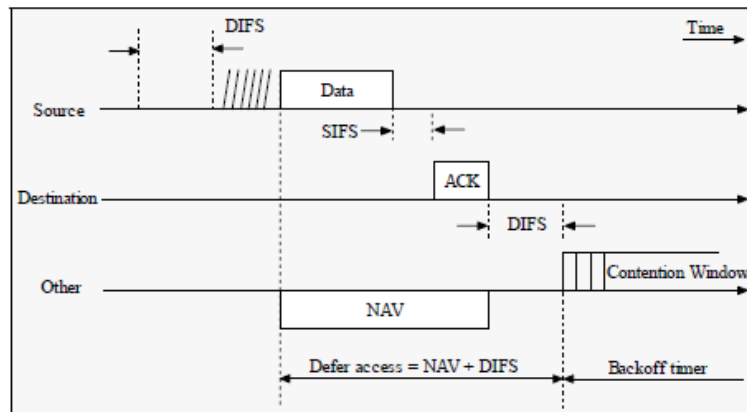 DIFS
Time
Data
Source
SIFS
ACK
Destination
DIFS
Contention Window
Other
NAV
Defer access = NAV + DIFS
Backoff timer